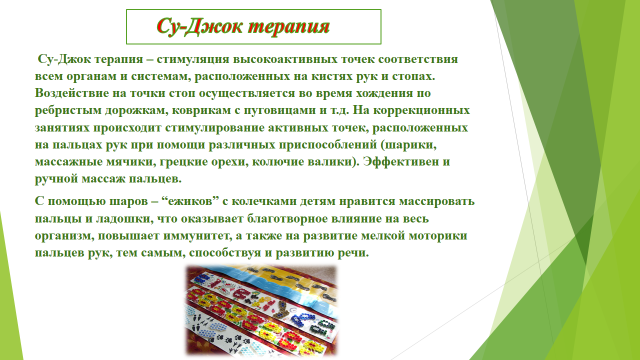 Су-Джок терапия
Су-Джок терапия – стимуляция высокоактивных точек соответствия
всем органам и системам, расположенных на кистях рук и стопах.
Воздействие на точки стоп осуществляется во время хождения по
ребристым дорожкам, коврикам с пуговицами и т.д. На коррекционных
занятиях происходит стимулирование активных точек, расположенных
на пальцах рук при помощи различных приспособлений (шарики,
массажные мячики, грецкие орехи, колючие валики). Эффективен и
ручной массаж пальцев.
С помощью шаров – “ежиков” с колечками детям нравится массировать
пальцы и ладошки, что оказывает благотворное влияние на весь
организм, повышает иммунитет, а также на развитие мелкой моторики
пальцев рук, тем самым, способствуя и развитию речи.